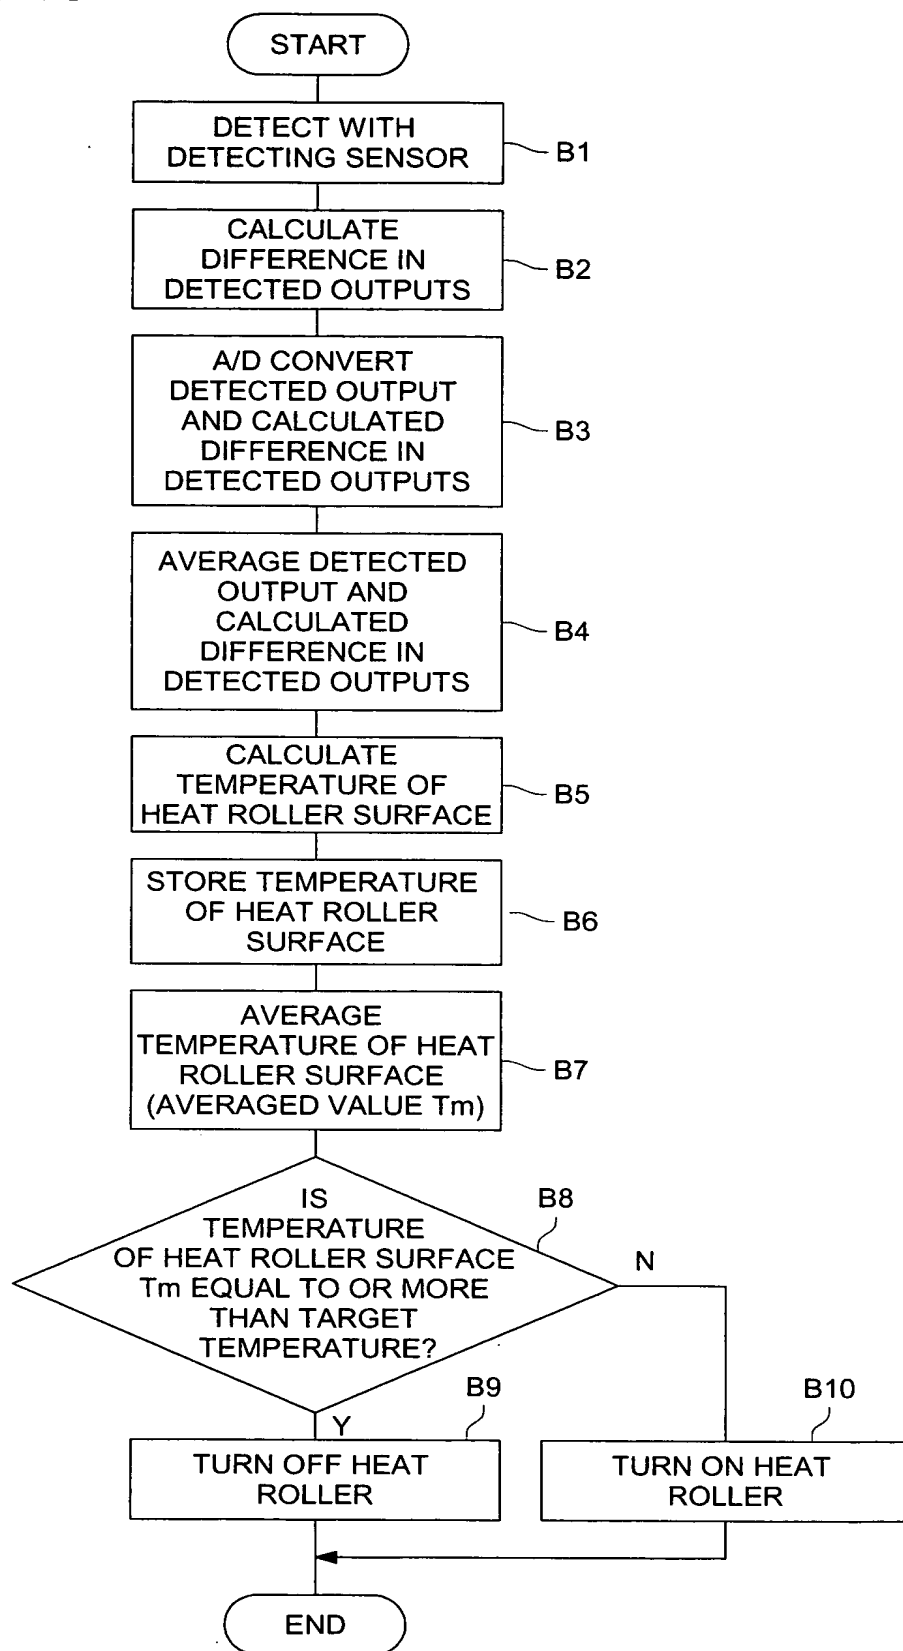 START
DETECT WITH
DETECTING SENSOR
B1
CALCULATE
DIFFERENCE IN
DETECTED OUTPUTS
B2
A/D CONVERT
DETECTED OUTPUT
AND CALCULATED
DIFFERENCE IN
DETECTED OUTPUTS
B3
AVERAGE DETECTED
OUTPUT AND
CALCULATED
DIFFERENCE IN
DETECTED OUTPUTS
B4
CALCULATE
TEMPERATURE OF
HEAT ROLLER SURFACE
B5
STORE TEMPERATURE
OF HEAT ROLLER
SURFACE
B6
AVERAGE
TEMPERATURE OF HEAT
ROLLER SURFACE
(AVERAGED VALUE Tm)
B7
IS
TEMPERATURE
OF HEAT ROLLER SURFACE
Tm EQUAL TO OR MORE
THAN TARGET
TEMPERATURE?
B8
N
Y
B9
TURN OFF HEAT
ROLLER
B10
TURN ON HEAT
ROLLER
END